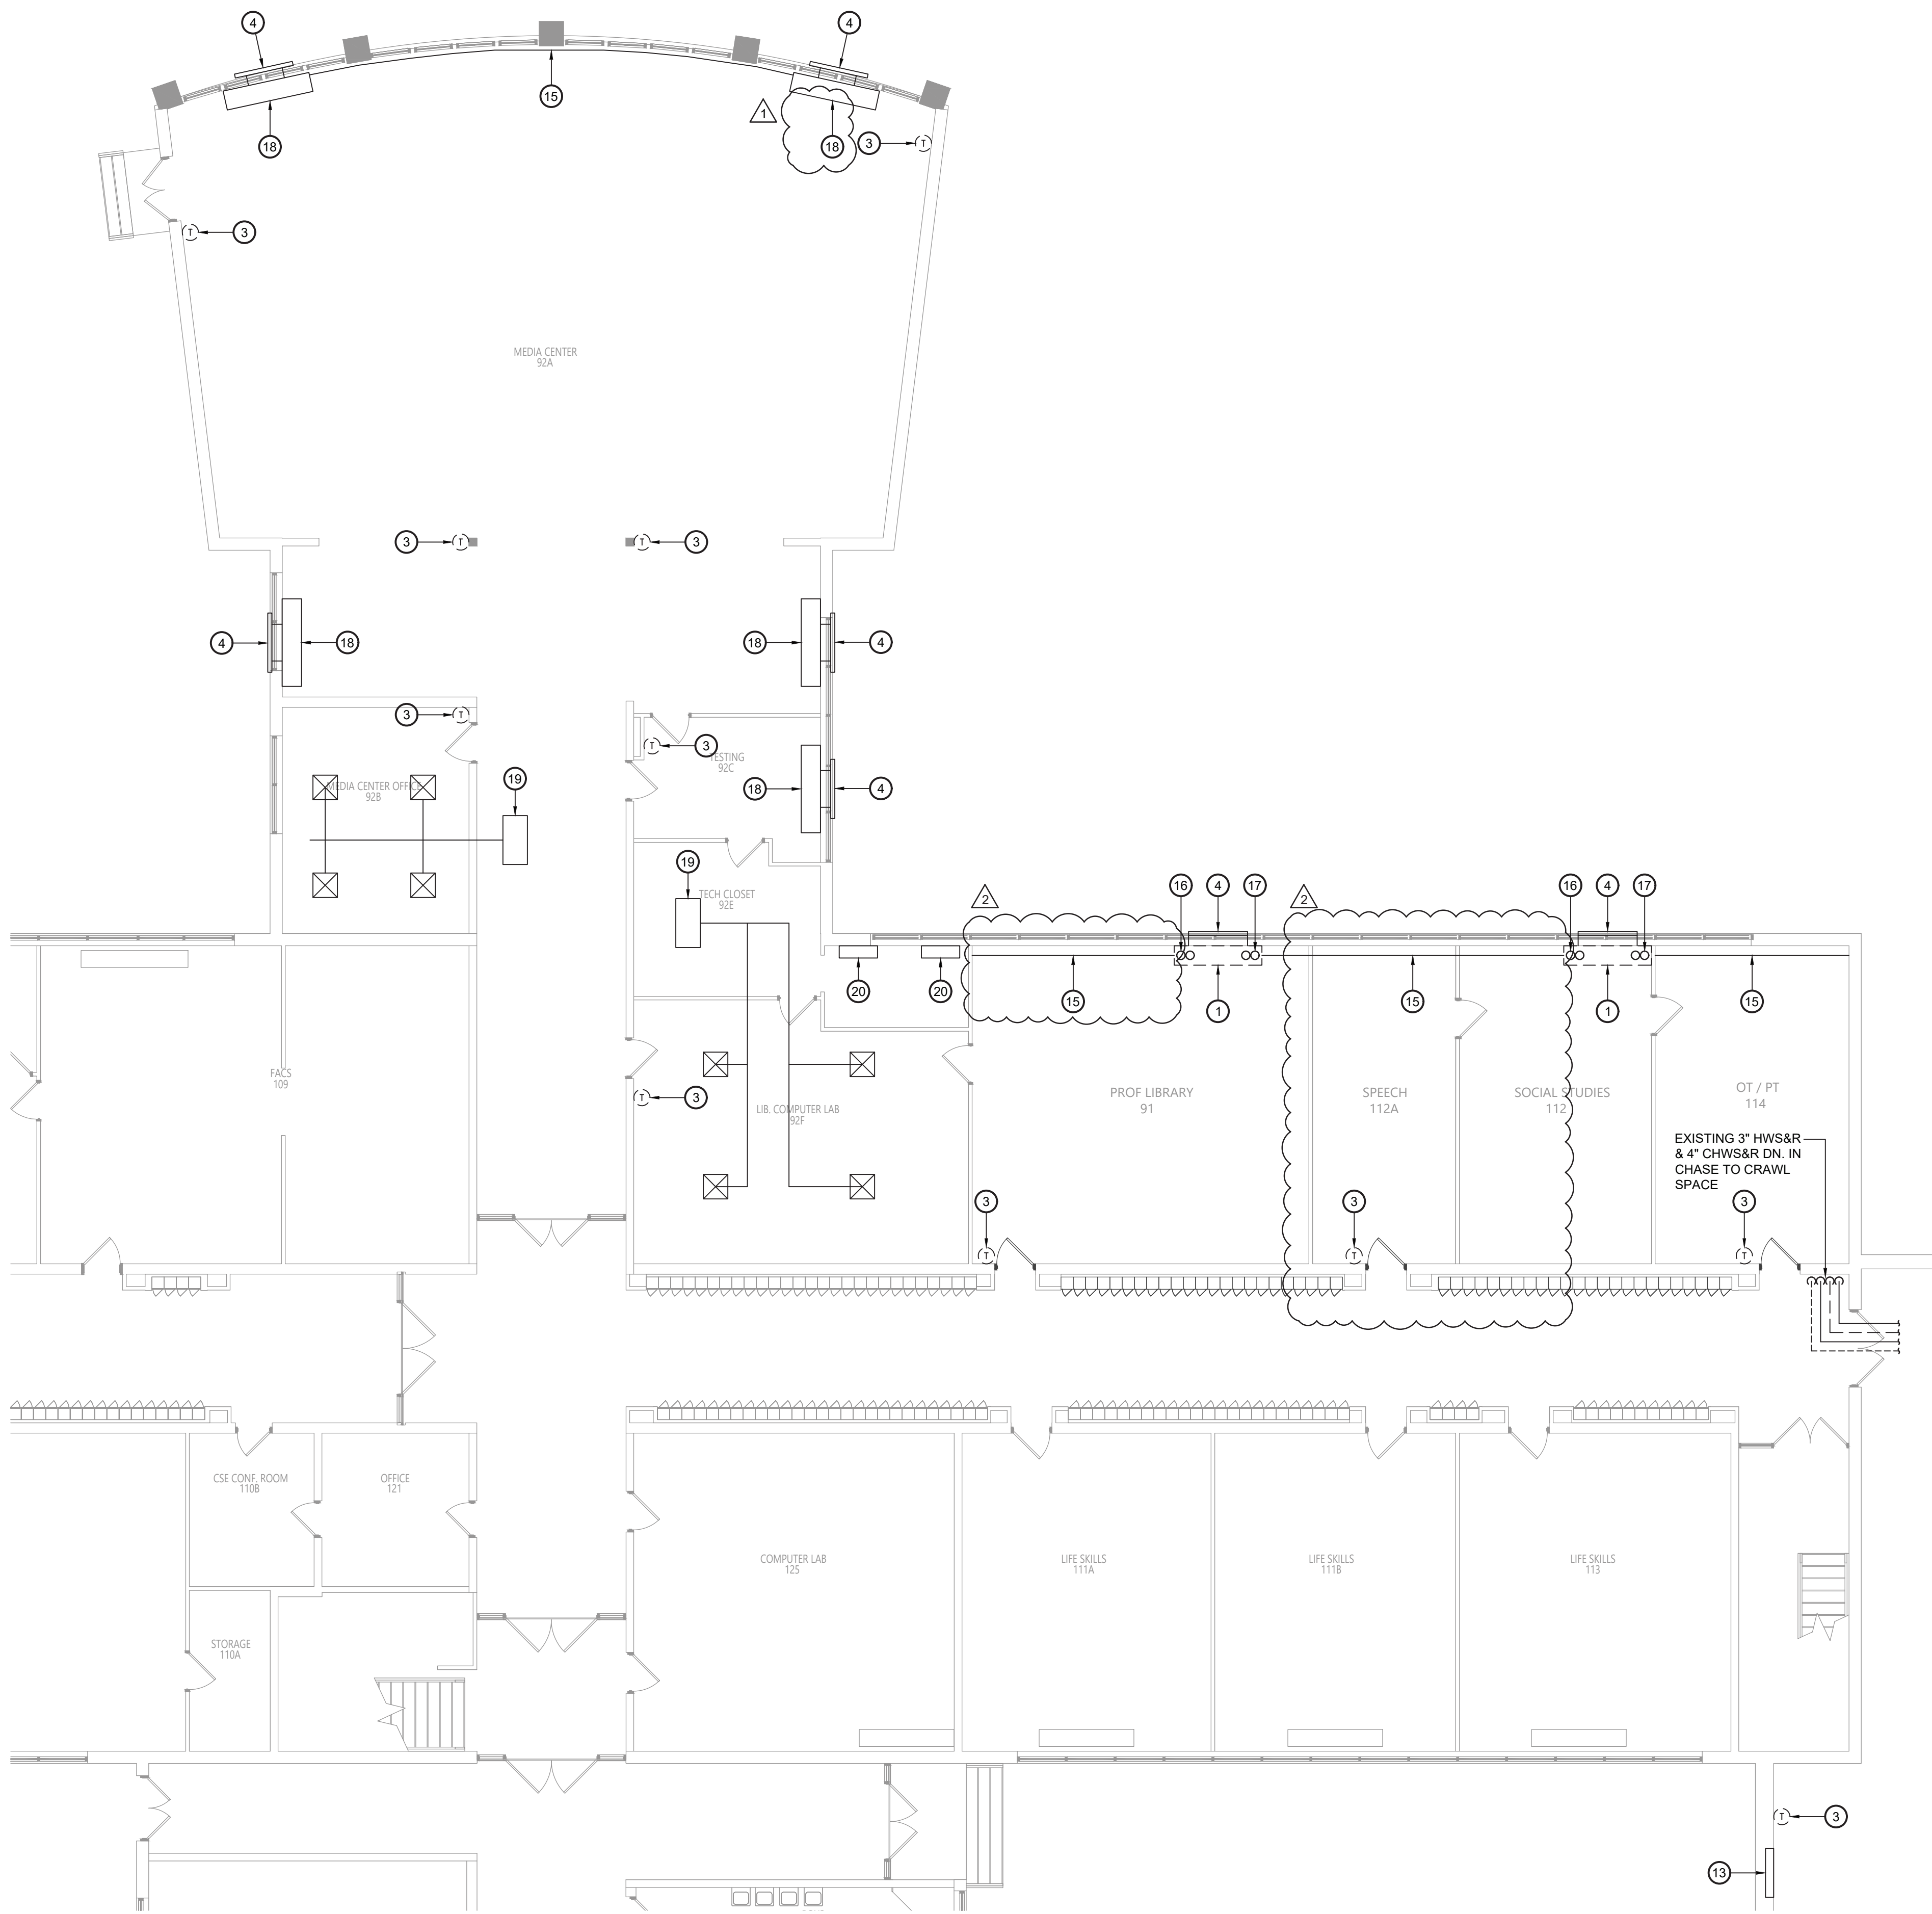 4
4
15
1
18
18
3
T
T
3
MEDIA CENTER
92A
3
T
T
3
4
18
18
4
3
T
T
3
TESTING
92C
19
MEDIA CENTER OFFICE
92B
18
4
19
TECH CLOSET
92E
2
16
4
17
2
16
4
17
20
20
15
1
15
1
15
FACS
109
T
3
LIB. COMPUTER LAB
92F
PROF LIBRARY
91
SPEECH
112A
SOCIAL STUDIES
112
OT / PT
114
EXISTING 3" HWS&R
& 4" CHWS&R DN. IN
CHASE TO CRAWL
SPACE
3
3
3
T
T
T
CSE CONF. ROOM
110B
OFFICE
121
COMPUTER LAB
125
LIFE SKILLS
111A
LIFE SKILLS
111B
LIFE SKILLS
113
STORAGE
110A
T
3
13